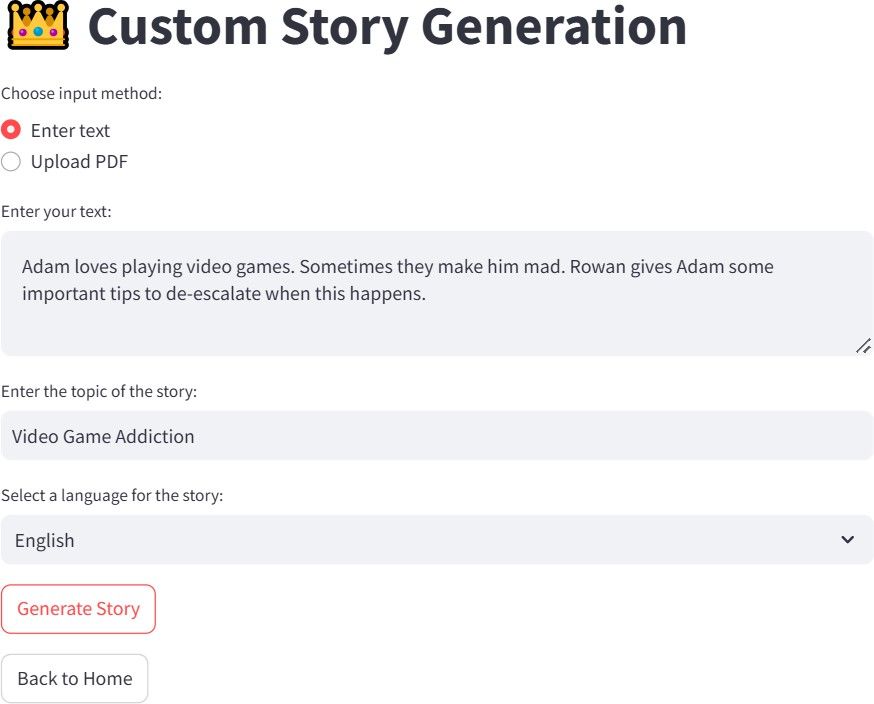 Custom Story Generation
Choose input method:
Enter text
Upload PDF
Enter your text:
Adam loves playing video games. Sometimes they make him mad. Rowan gives Adam some
important tips to de-escalate when this happens.
Enter the topic of the story:
Video Game Addiction
Select a language for the story:
English
Generate Story
Back to Home